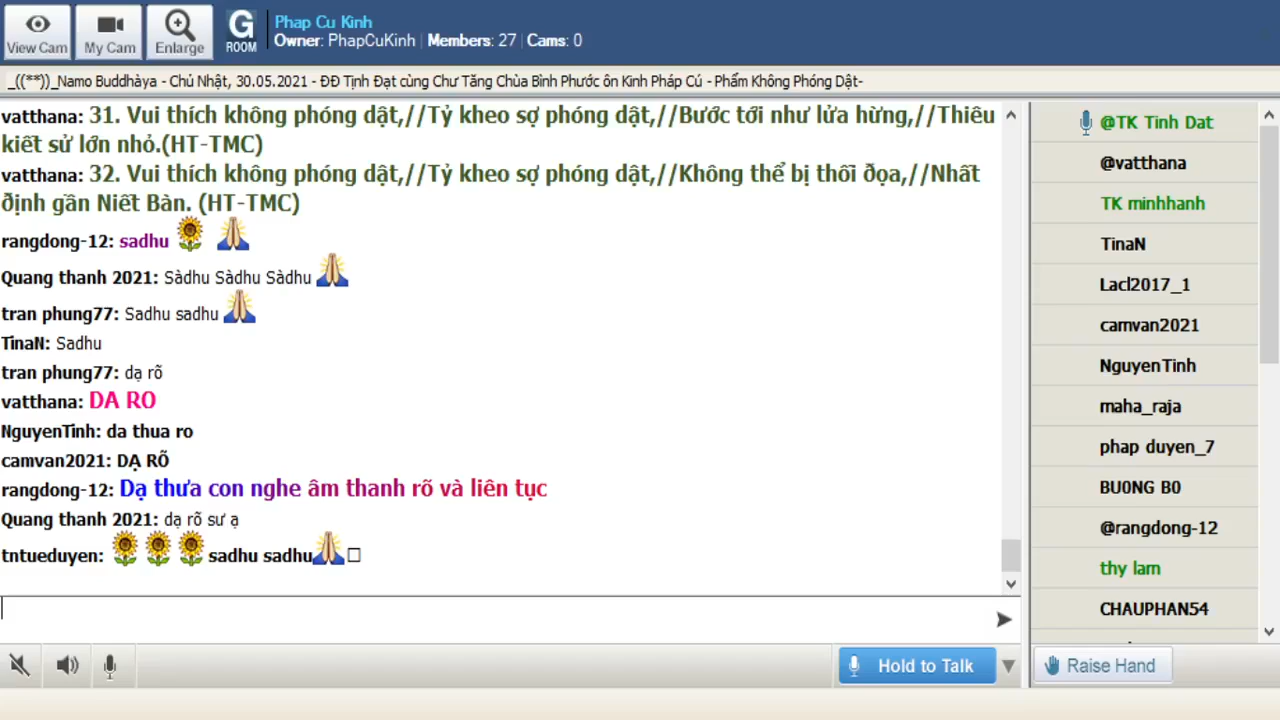 View Cam
My Cam
Enlarge
G
ROOM
Phap Cu Kinh
Owner: PhapCuKinh | Members: 27 | Cams: 0
_((**))_Namo Buddhàya - Chủ Nhật, 30.05.2021 - ĐĐ Tịnh Đạt cùng Chư Tăng Chùa Bình Phước ôn Kinh Pháp Cú - Phẩm Không Phóng Dật-
vatthana: 31. Vui thích không phóng dật,//Tỷ kheo sợ phóng dật,//Bước tới như lửa hừng,//Thiêu
kiết sử lớn nhỏ.(HT-TMC)
vatthana: 32. Vui thích không phóng dật,//Tỷ kheo sợ phóng dật,//Không thể bị thối ðọa,//Nhất
ðịnh gần Niết Bàn. (HT-TMC)
rangdong-12: sadhu
Quang thanh 2021: Sàdhu Sàdhu Sàdhu
tran phung77: Sadhu sadhu
TinaN: Sadhu
tran phung77: dạ rõ
vatthana: DA RO
NguyenTinh: da thua ro
camvan2021: DẠ RÕ
rangdong-12: Dạ thưa con nghe âm thanh rõ và liên tục
Quang thanh 2021: dạ rõ sư ạ
tntueduyen: sadhu sadhu
@TK Tinh Dat
@vatthana
TK minhhanh
TinaN
Lacl2017_1
camvan2021
NguyenTinh
maha_raja
phap duyen_7
BU0NG B0
@rangdong-12
thy lam
CHAUPHAN54
Hold to Talk
Raise Hand